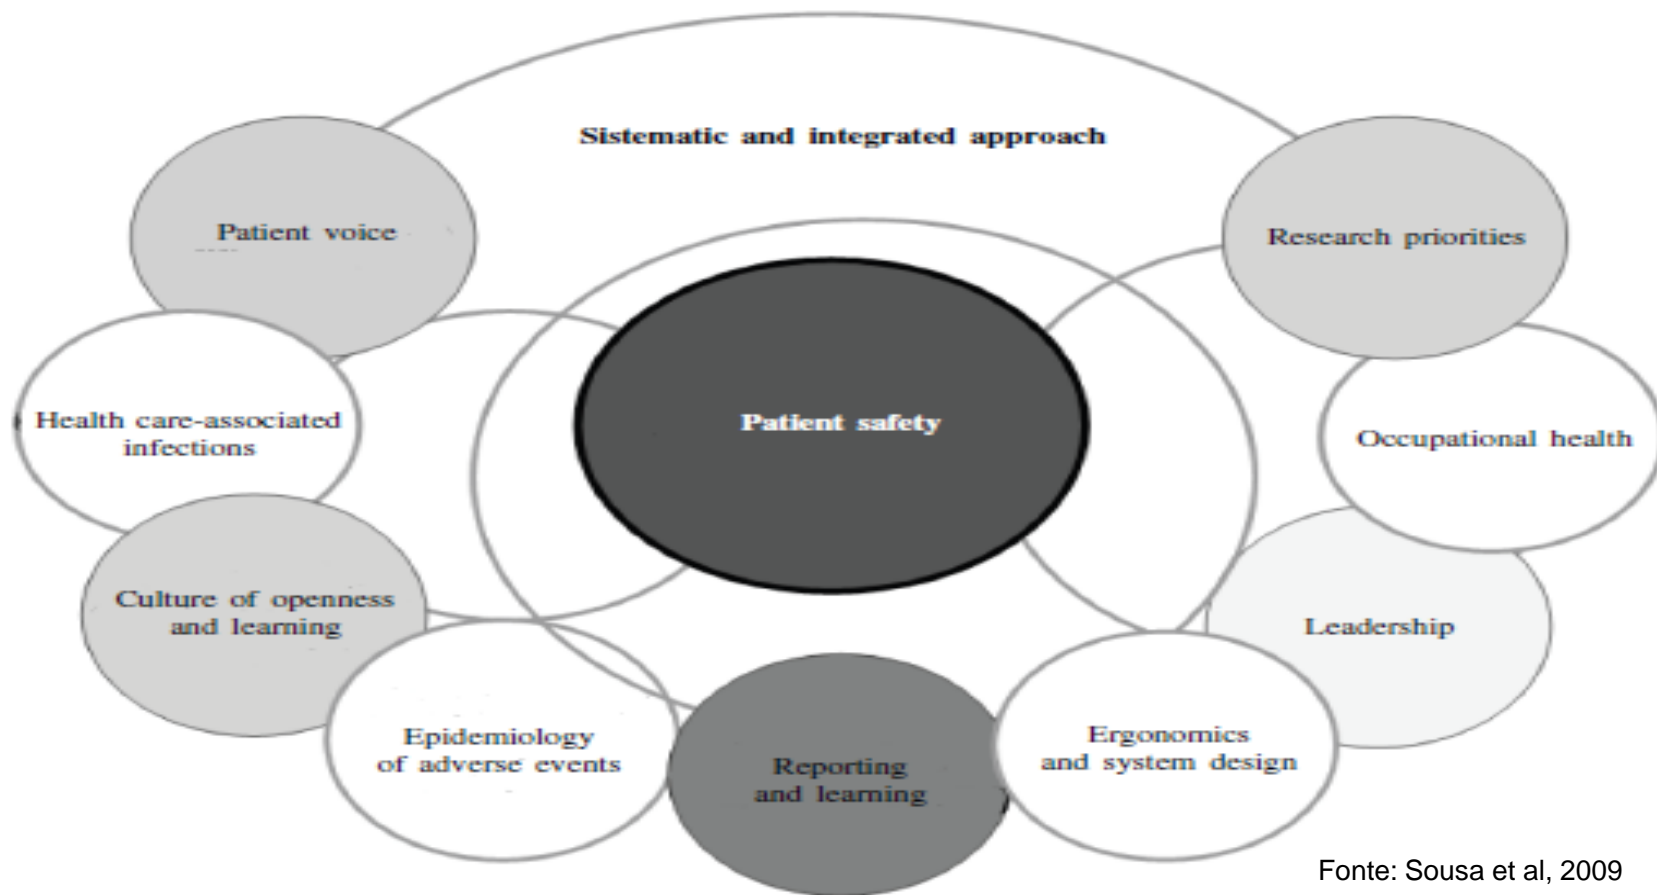 Sistematic and integrated approach
Patient voice
Research priorities
Health care-associated
infections
Patient safety
Occupational health
Culture of openness
and learning
Leadership
Epidemiology
of adverse events
Reporting
and learning
Ergonomics
and system design
Fonte: Sousa et al, 2009